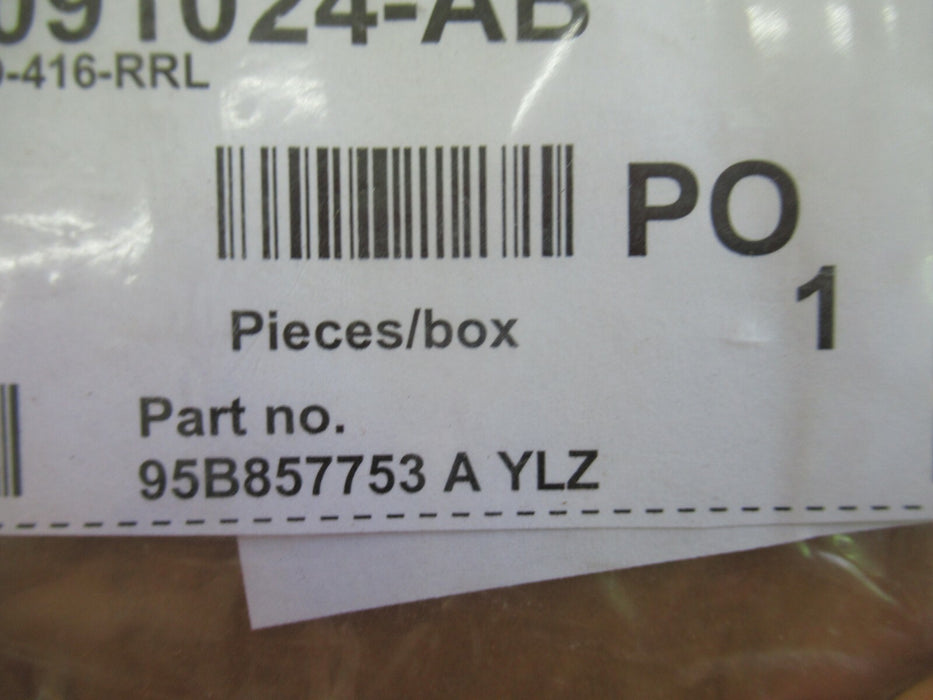 091024-AB
-416-RRL
PO
1
Pieces/box
Part no.
95B857753 A YLZ